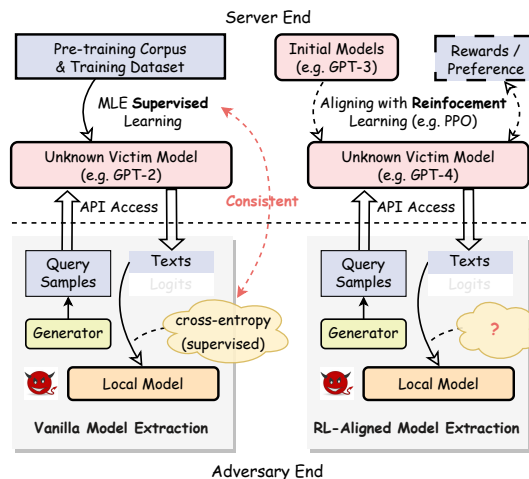 Server End
Pre-training Corpus
& Training Dataset
MLE Supervised
Learning
Unknown Victim Model
(e.g. GPT-2)
API Access
Consistent
Query
Samples
Texts
Logits
Generator
cross-entropy
(supervised)
Local Model
Vanilla Model Extraction
Initial Models
(e.g. GPT-3)
Rewards /
Preference
Aligning with Reinfocement
Learning (e.g. PPO)
Unknown Victim Model
(e.g. GPT-4)
API Access
Query
Samples
Texts
Logits
Generator
?
Local Model
RL-Aligned Model Extraction
Adversary End